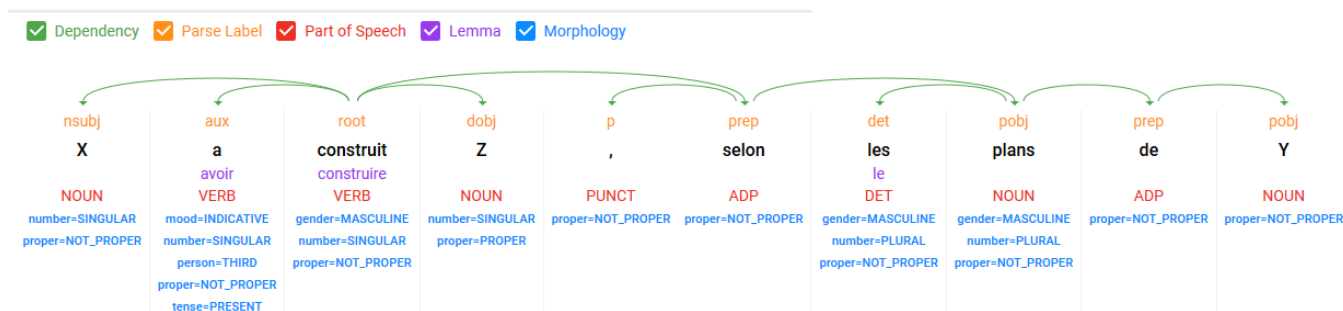 Dependency Parse Label Part of Speech Lemma Morphology
nsubj aux root dobj p prep det pobj prep pobj
X a construit Z , selon les plans de Y
avoir construire le
NOUN VERB VERB NOUN PUNCT ADP DET NOUN ADP NOUN
number=SINGULAR mood=INDICATIVE gender=MASCULINE number=SINGULAR proper=NOT_PROPER proper=NOT_PROPER gender=MASCULINE gender=MASCULINE proper=NOT_PROPER proper=NOT_PROPER
proper=NOT_PROPER number=SINGULAR number=SINGULAR proper=PROPER number=PLURAL number=PLURAL
person=THIRD proper=NOT_PROPER proper=NOT_PROPER proper=NOT_PROPER
proper=NOT_PROPER
tense=PRESENT